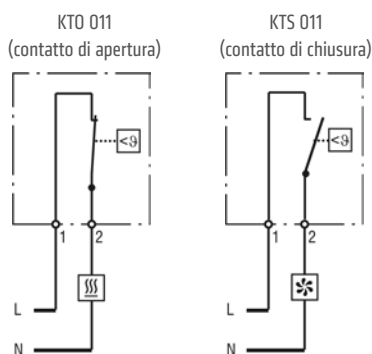 KTO 011
(contatto di apertura)
<ϑ
1
2
L
N
KTS 011
(contatto di chiusura)
<ϑ
1
2
L
N